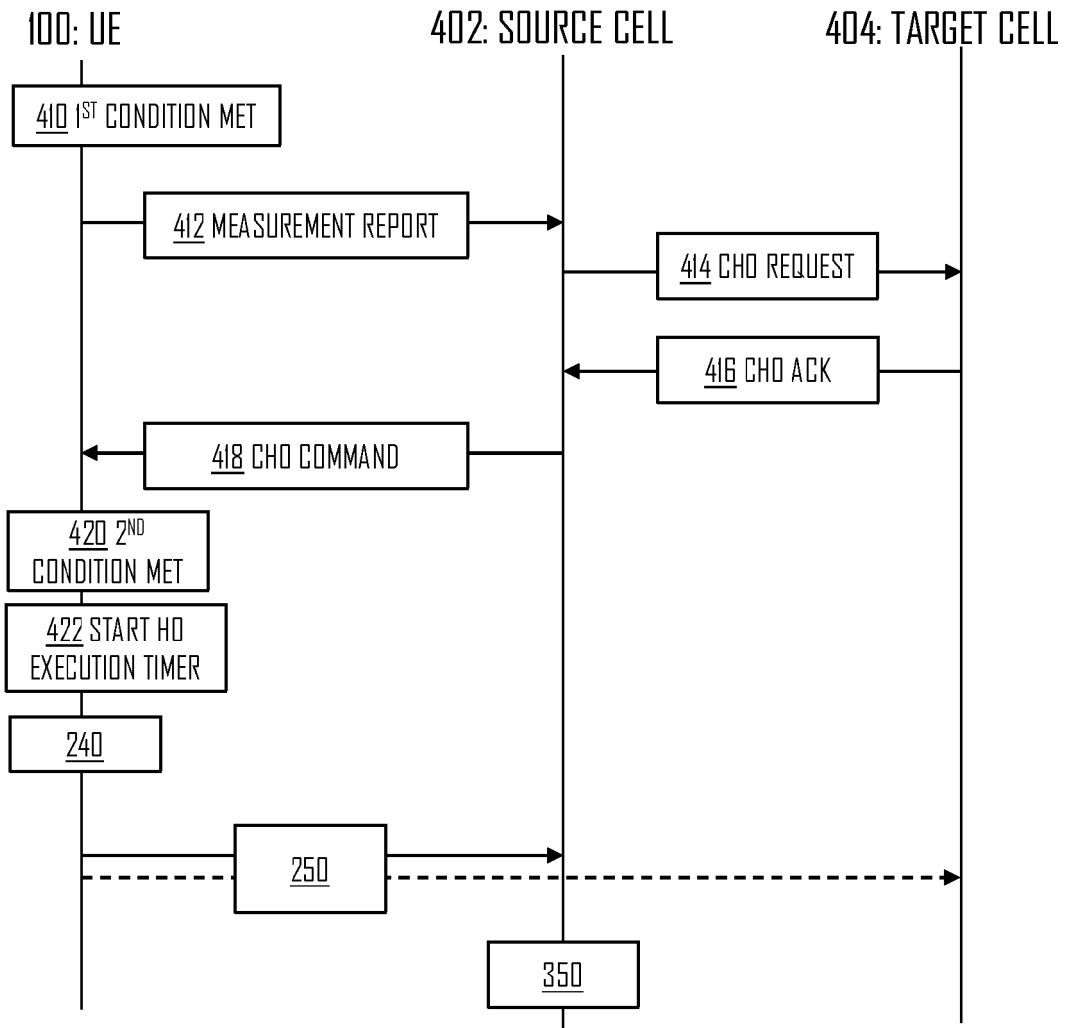 100: UE
402: SOURCE CELL
404: TARGET CELL
410 1ST CONDITION MET
412 MEASUREMENT REPORT
414 CHO REQUEST
416 CHO ACK
418 CHO COMMAND
420 2ND
CONDITION MET
422 START HO
EXECUTION TIMER
240
250
350